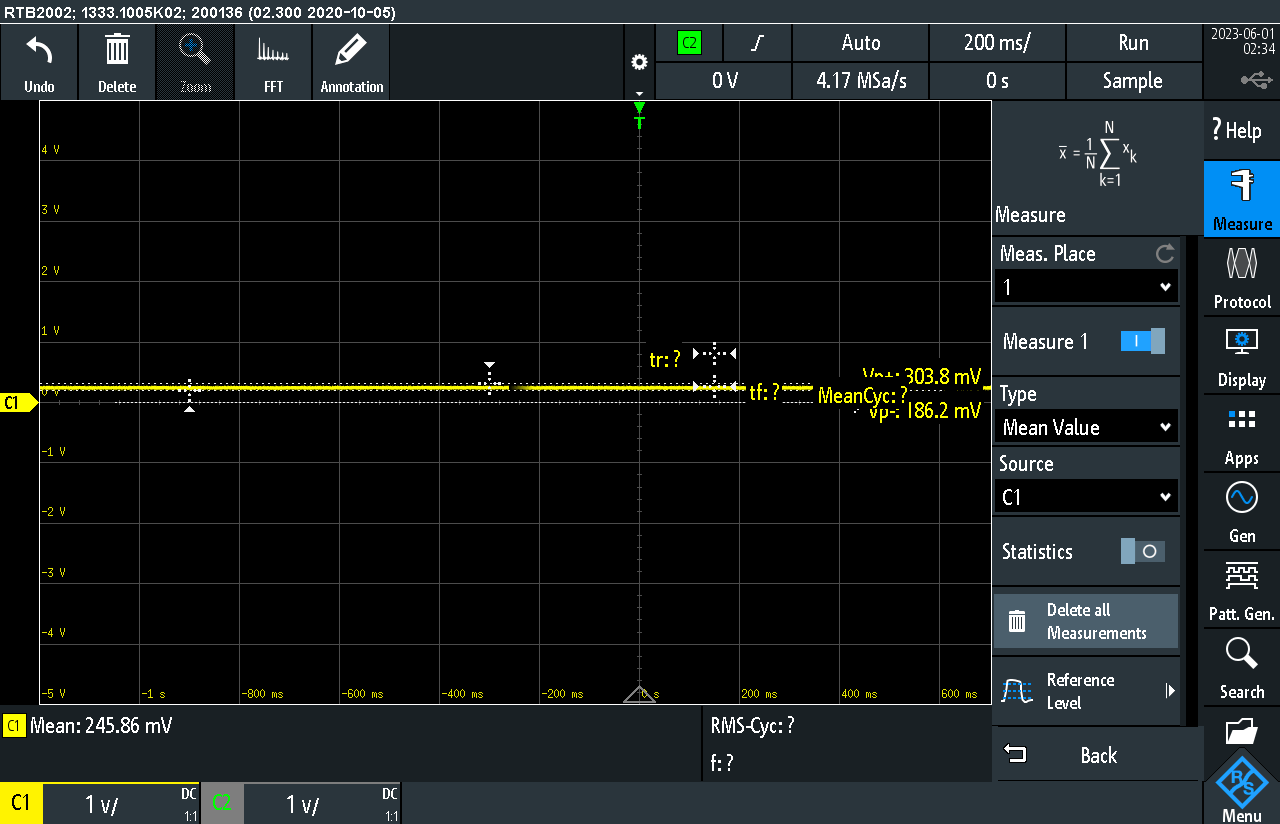 RTB2002; 1333.1005K02; 200136 (02.300 2020-10-05)
Undo
Delete
Zoom
FFT
Annotation
C2
Auto
200 ms/
Run
0 V
4.17 MSa/s
0 s
Sample
2023-06-01
02:34
T
4 V
3 V
2 V
1 V
0 V
-1 V
-2 V
-3 V
-4 V
-5 V
C1
tr: ?
tf: ?
Vp+: 303.8 mV
MeanCyc: ?
Vp-: 186.2 mV
-1 s
-800 ms
-600 ms
-400 ms
-200 ms
0 s
200 ms
400 ms
600 ms
x̄ = 1/N N ∑ k=1 xk
Measure
Meas. Place
1
Measure 1
Type
Mean Value
Source
C1
Statistics
Delete all
Measurements
Reference
Level
Back
? Help
Measure
Protocol
Display
Apps
Gen
Patt. Gen.
Search
R&S
Menu
C1 Mean: 245.86 mV
RMS-Cyc: ?
f: ?
C1
1 V/
DC
1:1
C2
1 V/
DC
1:1